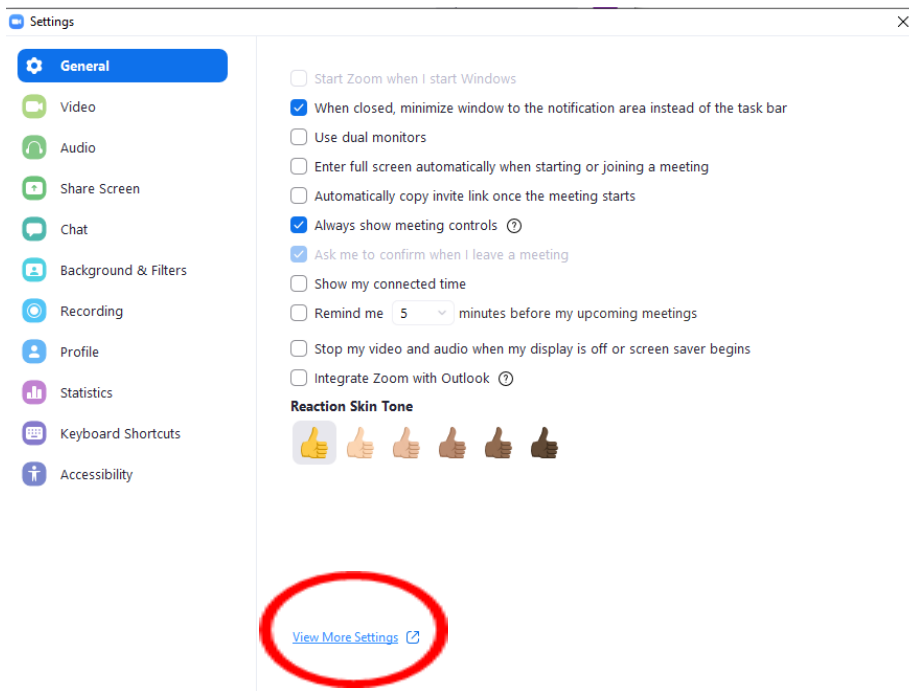 Settings
General
Video
Audio
Share Screen
Chat
Background & Filters
Recording
Profile
Statistics
Keyboard Shortcuts
Accessibility
Start Zoom when I start Windows
When closed, minimize window to the notification area instead of the task bar
Use dual monitors
Enter full screen automatically when starting or joining a meeting
Automatically copy invite link once the meeting starts
Always show meeting controls ?
Ask me to confirm when I leave a meeting
Show my connected time
Remind me 5 minutes before my upcoming meetings
Stop my video and audio when my display is off or screen saver begins
Integrate Zoom with Outlook ?
Reaction Skin Tone
View More Settings